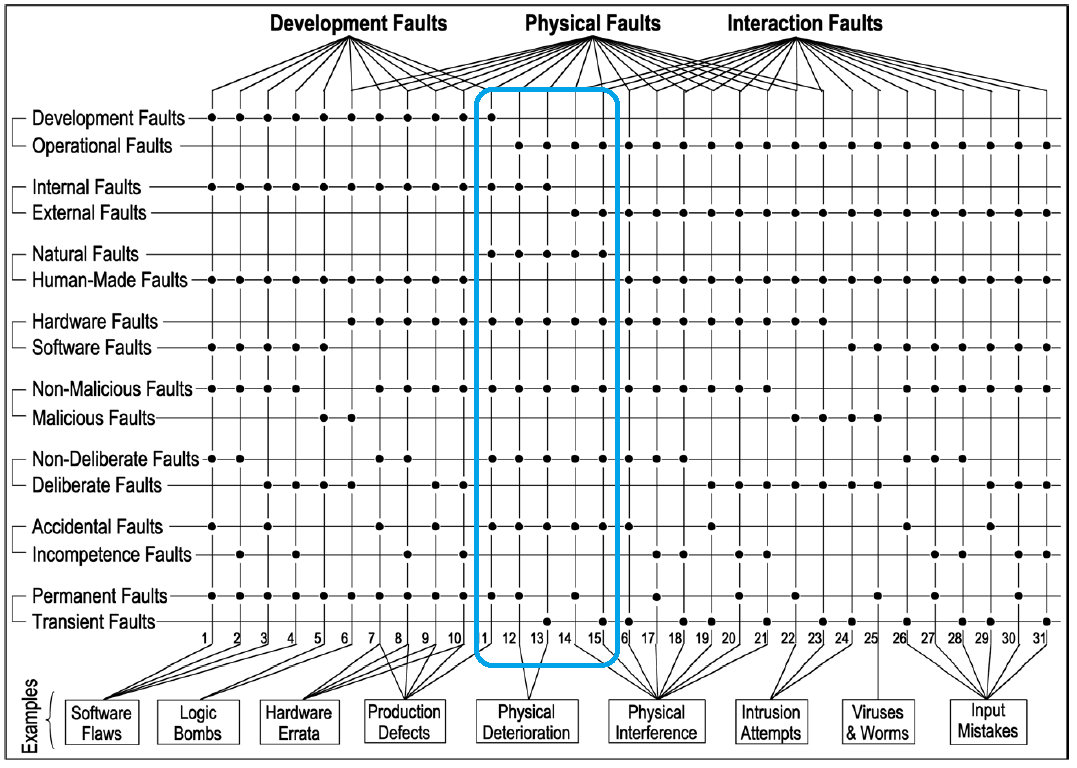 Development Faults Physical Faults Interaction Faults
Development Faults
Operational Faults
Internal Faults
External Faults
Natural Faults
Human-Made Faults
Hardware Faults
Software Faults
Non-Malicious Faults
Malicious Faults
Non-Deliberate Faults
Deliberate Faults
Accidental Faults
Incompetence Faults
Permanent Faults
Transient Faults
1 2 3 4 5 6 7 8 9 10 1 12 13 14 15 6 17 18 19 20 21 22 23 24 25 26 27 28 29 30 31
Examples
Software
Flaws
Logic
Bombs
Hardware
Errata
Production
Defects
Physical
Deterioration
Physical
Interference
Intrusion
Attempts
Viruses
& Worms
Input
Mistakes